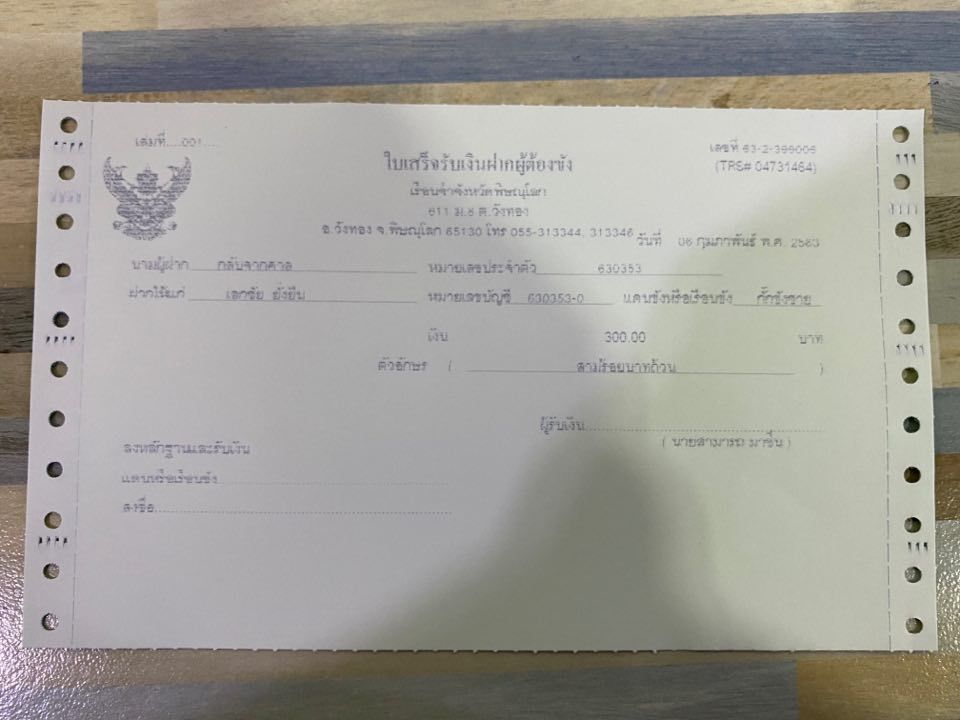 เล่มที่....001....
เลขที่ 63-2-399006
ใบเสร็จรับเงินฝากผู้ต้องขัง
(TRS# 04731464)
เรือนจำจังหวัดพิษณุโลก
611 ม.8 ต.วังทอง
อ.วังทอง จ.พิษณุโลก 65130 โทร 055-313344, 313346
วันที่ 06 กุมภาพันธ์ พ.ศ. 2563
นามผู้ฝาก กลับจากศาล หมายเลขประจำตัว 630353
ฝากให้แก่ เอกชัย ยั่งยืน หมายเลขบัญชี 630353-0 แดนขังหรือเรือนขัง กักขังชาย
เงิน 300.00 บาท
ตัวอักษร ( สามร้อยบาทถ้วน )
ผู้รับเงิน
( นายสามารถ มาชื่น )
ลงหลักฐานและรับเงิน
แดนหรือเรือนขัง
ลงชื่อ